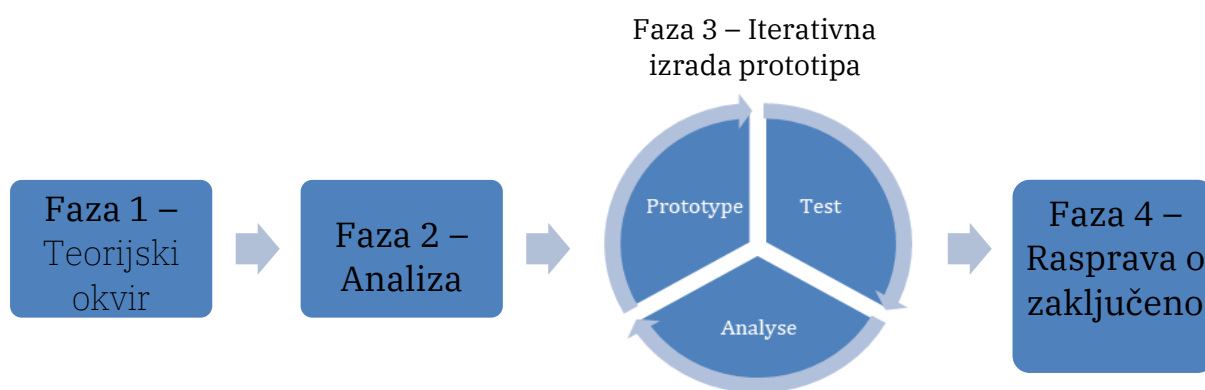 Faza 3 – Iterativna
izrada prototipa
Faza 1 –
Teorijski
okvir
Faza 2 –
Analiza
Prototype
Test
Analyse
Faza 4 –
Rasprava o
zaključeno